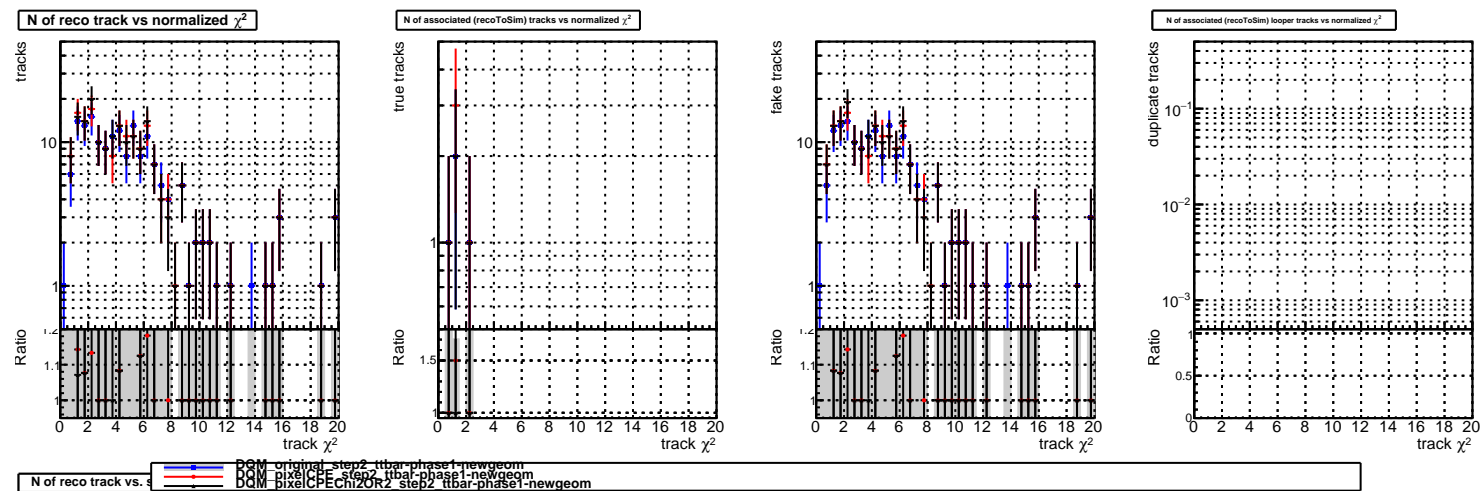 N of reco track vs normalized χ²
N of associated (recoToSim) tracks vs normalized χ²
N of associated (recoToSim) looper tracks vs normalized χ²
tracks
10
1
Ratio
1.2
1.1
1
0 2 4 6 8 10 12 14 16 18 20
track χ²
true tracks
1
Ratio
1.5
1
0 2 4 6 8 10 12 14 16 18 20
track χ²
fake tracks
10
1
Ratio
1.2
1.1
1
0 2 4 6 8 10 12 14 16 18 20
track χ²
duplicate tracks
10⁻¹
10⁻²
10⁻³
Ratio
1
0.5
0
0 2 4 6 8 10 12 14 16 18 20
track χ²
N of reco track vs. s
DQM_original_step2_ttbar-phase1-newgeom
DQM_pixelCPE_step2_ttbar-phase1-newgeom
DQM_pixelCPEChi2OR2_step2_ttbar-phase1-newgeom